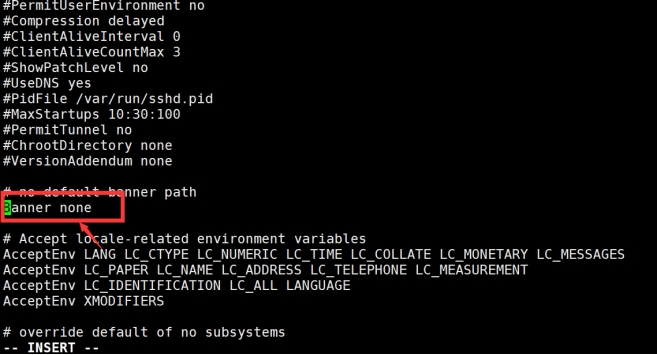 #PermitUserEnvironment no
#Compression delayed
#ClientAliveInterval 0
#ClientAliveCountMax 3
#ShowPatchLevel no
#UseDNS yes
#PidFile /var/run/sshd.pid
#MaxStartups 10:30:100
#PermitTunnel no
#ChrootDirectory none
#VersionAddendum none
# no default banner path
Banner none
# Accept locale-related environment variables
AcceptEnv LANG LC_CTYPE LC_NUMERIC LC_TIME LC_COLLATE LC_MONETARY LC_MESSAGES
AcceptEnv LC_PAPER LC_NAME LC_ADDRESS LC_TELEPHONE LC_MEASUREMENT
AcceptEnv LC_IDENTIFICATION LC_ALL LANGUAGE
AcceptEnv XMODIFIERS
# override default of no subsystems
-- INSERT --